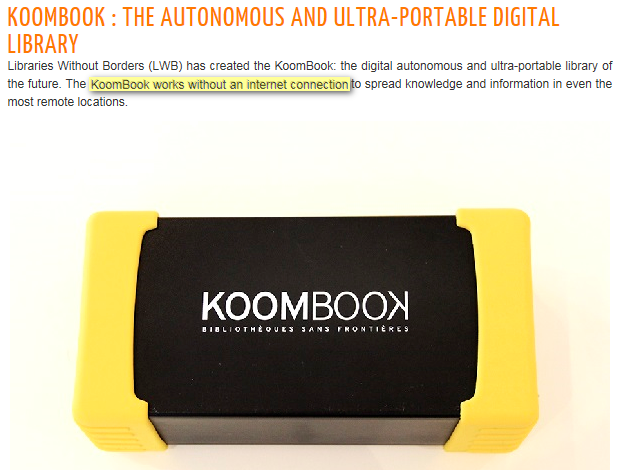 KOOMBOOK : THE AUTONOMOUS AND ULTRA-PORTABLE DIGITAL
LIBRARY
Libraries Without Borders (LWB) has created the KoomBook: the digital autonomous and ultra-portable library of
the future. The KoomBook works without an internet connection to spread knowledge and information in even the
most remote locations.
KOOMBOOK
BIBLIOTHÈQUES SANS FRONTIÈRES